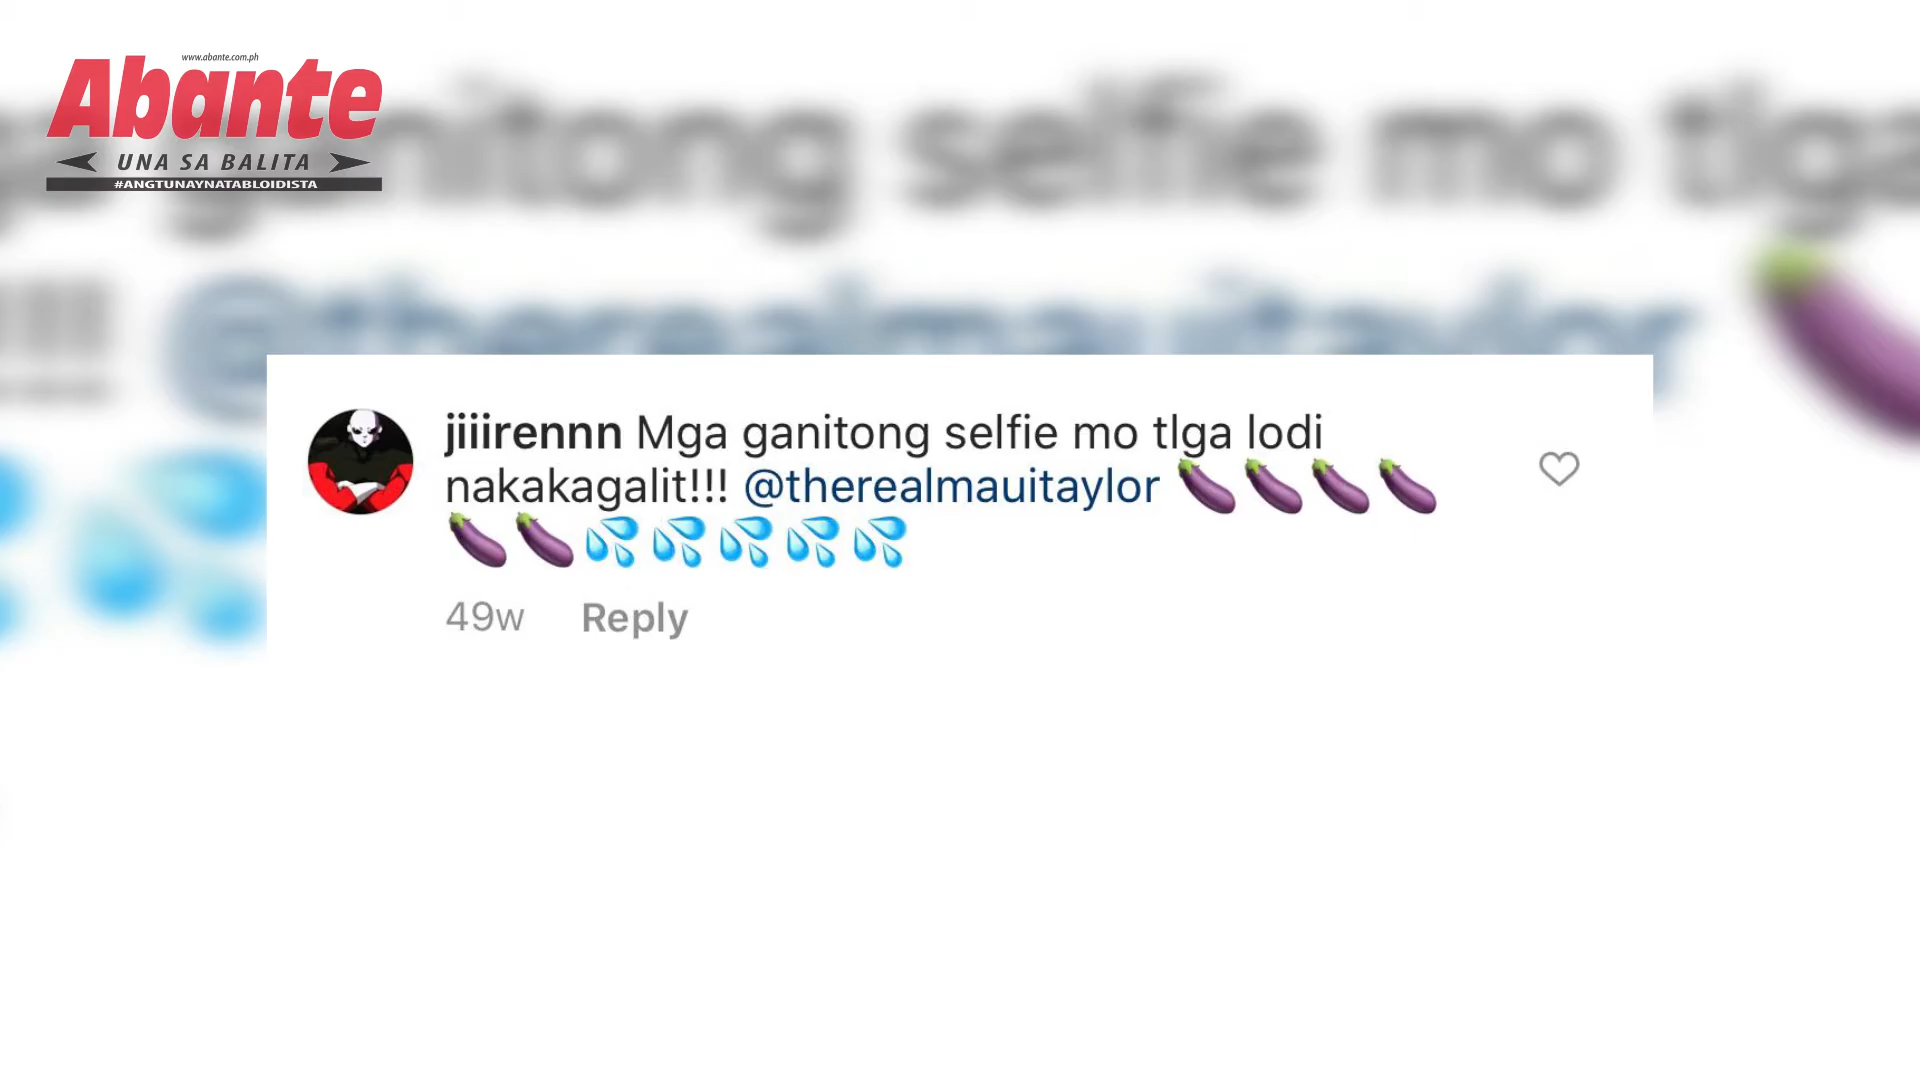 www.abante.com.ph
Abante
UNA SA BALITA
#ANGTUNAYNATABLOIDISTA
ganitong selfie mo tlga
!!! @therealmauitaylor 🍆
jiiirennn Mga ganitong selfie mo tlga lodi
nakakagalit!!! @therealmauitaylor 🍆🍆🍆🍆
🍆🍆💦💦💦💦💦
49w Reply